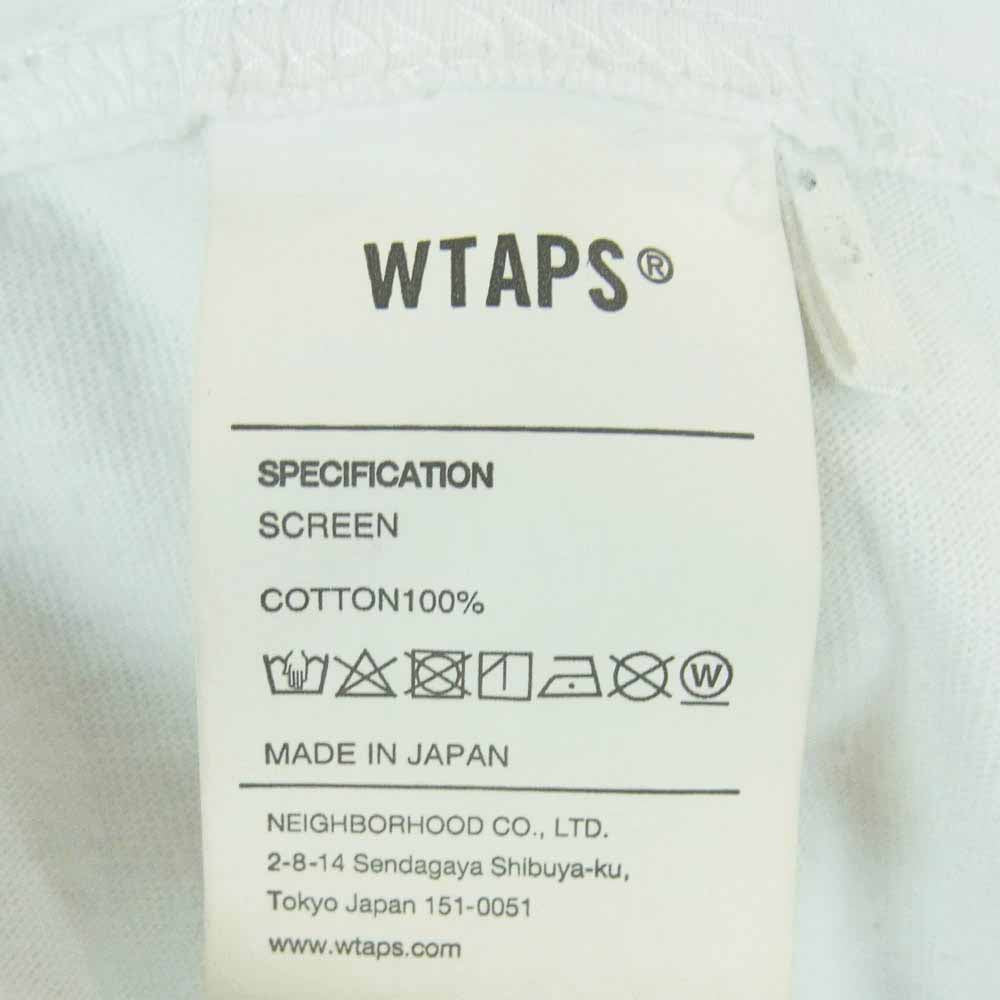 WTAPS®
SPECIFICATION
SCREEN
COTTON100%
W
MADE IN JAPAN
NEIGHBORHOOD CO., LTD.
2-8-14 Sendagaya Shibuya-ku,
Tokyo Japan 151-0051
www.wtaps.com